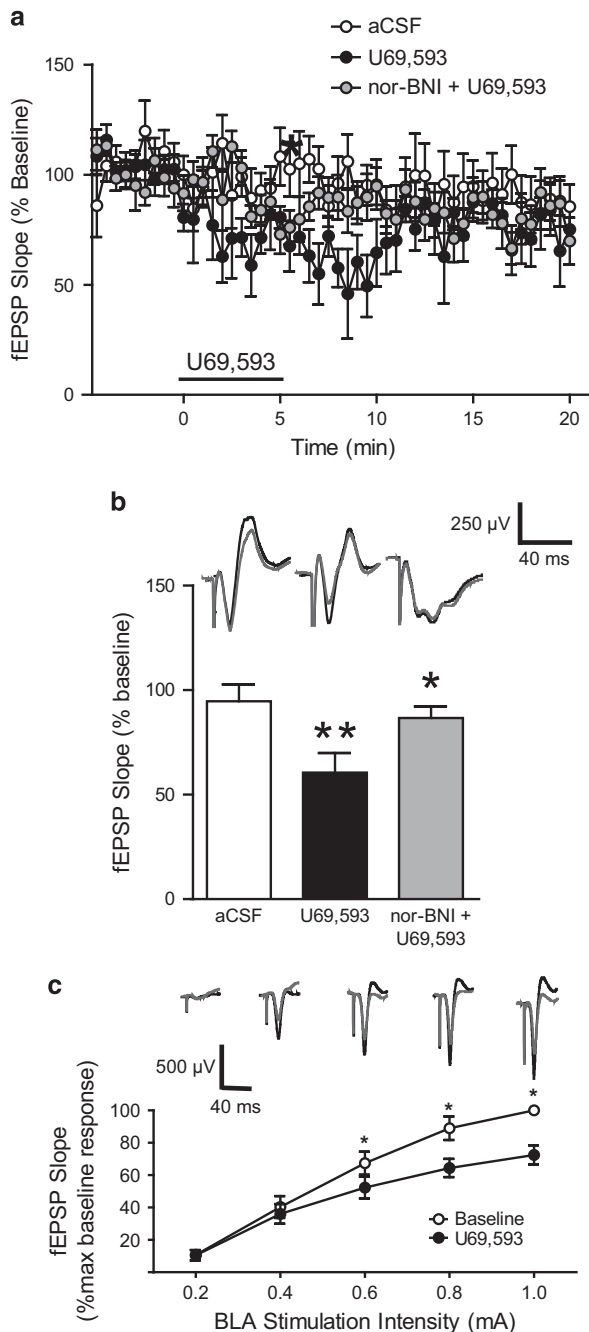 a
aCSF
U69,593
nor-BNI + U69,593
150
100
50
0
fEPSP Slope (% Baseline)
*
U69,593
0 5 10 15 20
Time (min)
b
250 µV
40 ms
150
100
50
0
fEPSP Slope (% baseline)
**
*
aCSF
U69,593
nor-BNI +
U69,593
c
500 µV
40 ms
100
80
60
40
20
fEPSP Slope
(%max baseline response)
* * *
Baseline
U69,593
0.2 0.4 0.6 0.8 1.0
BLA Stimulation Intensity (mA)